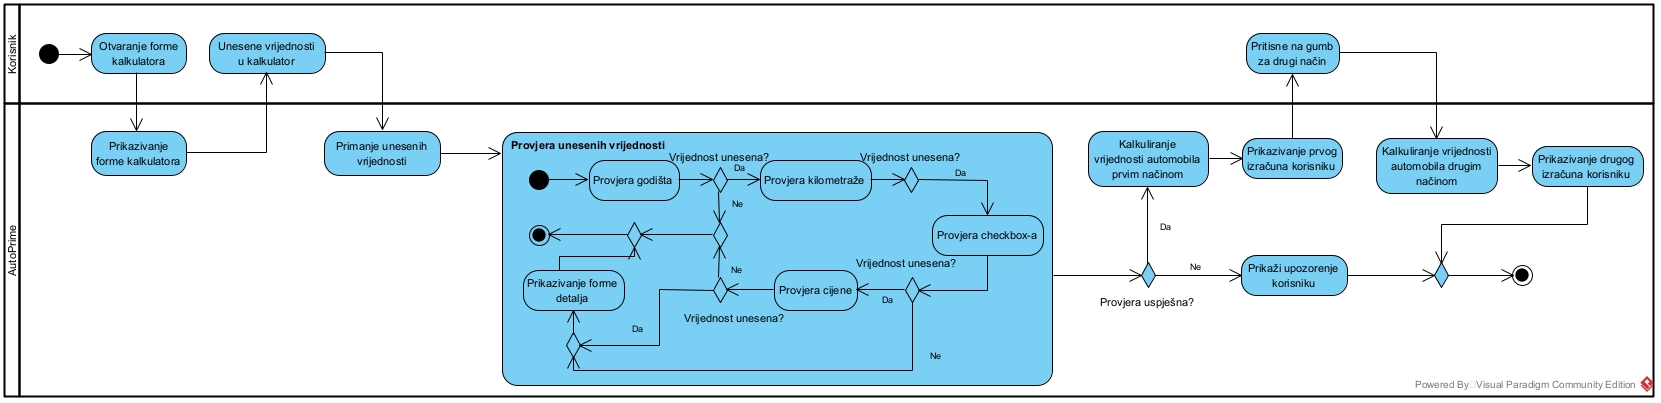 Korisnik
Otvaranje forme
kalkulatora
Unesene vrijednosti
u kalkulator
Pritisne na gumb
za drugi način
AutoPrime
Prikazivanje
forme kalkulatora
Primanje unesenih
vrijednosti
Provjera unesenih vrijednosti
Provjera godišta
Vrijednost unesena?
Da
Ne
Provjera kilometraže
Vrijednost unesena?
Da
Provjera checkbox-a
Vrijednost unesena?
Da
Ne
Provjera cijene
Vrijednost unesena?
Ne
Da
Prikazivanje forme
detalja
Provjera uspješna?
Da
Ne
Kalkuliranje
vrijednosti automobila
prvim načinom
Prikazivanje prvog
izračuna korisniku
Kalkuliranje vrijednosti
automobila drugim
načinom
Prikazivanje drugog
izračuna korisniku
Prikaži upozorenje
korisniku
Powered By Visual Paradigm Community Edition